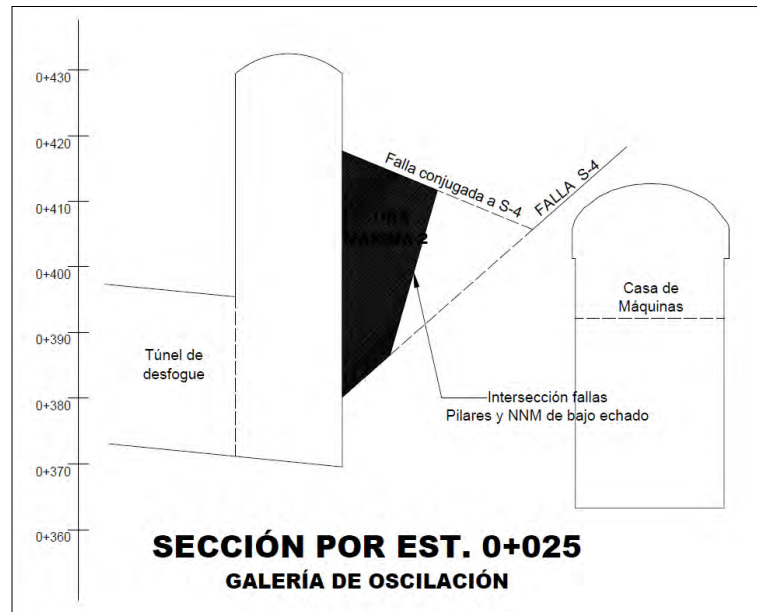 0+430
0+420
0+410
0+400
0+390
0+380
0+370
0+360
Falla conjugada a S-4
FALLA S-4
Casa de
Máquinas
Túnel de
desfogue
Intersección fallas
Pilares y NNM de bajo echado
SECCIÓN POR EST. 0+025
GALERÍA DE OSCILACIÓN